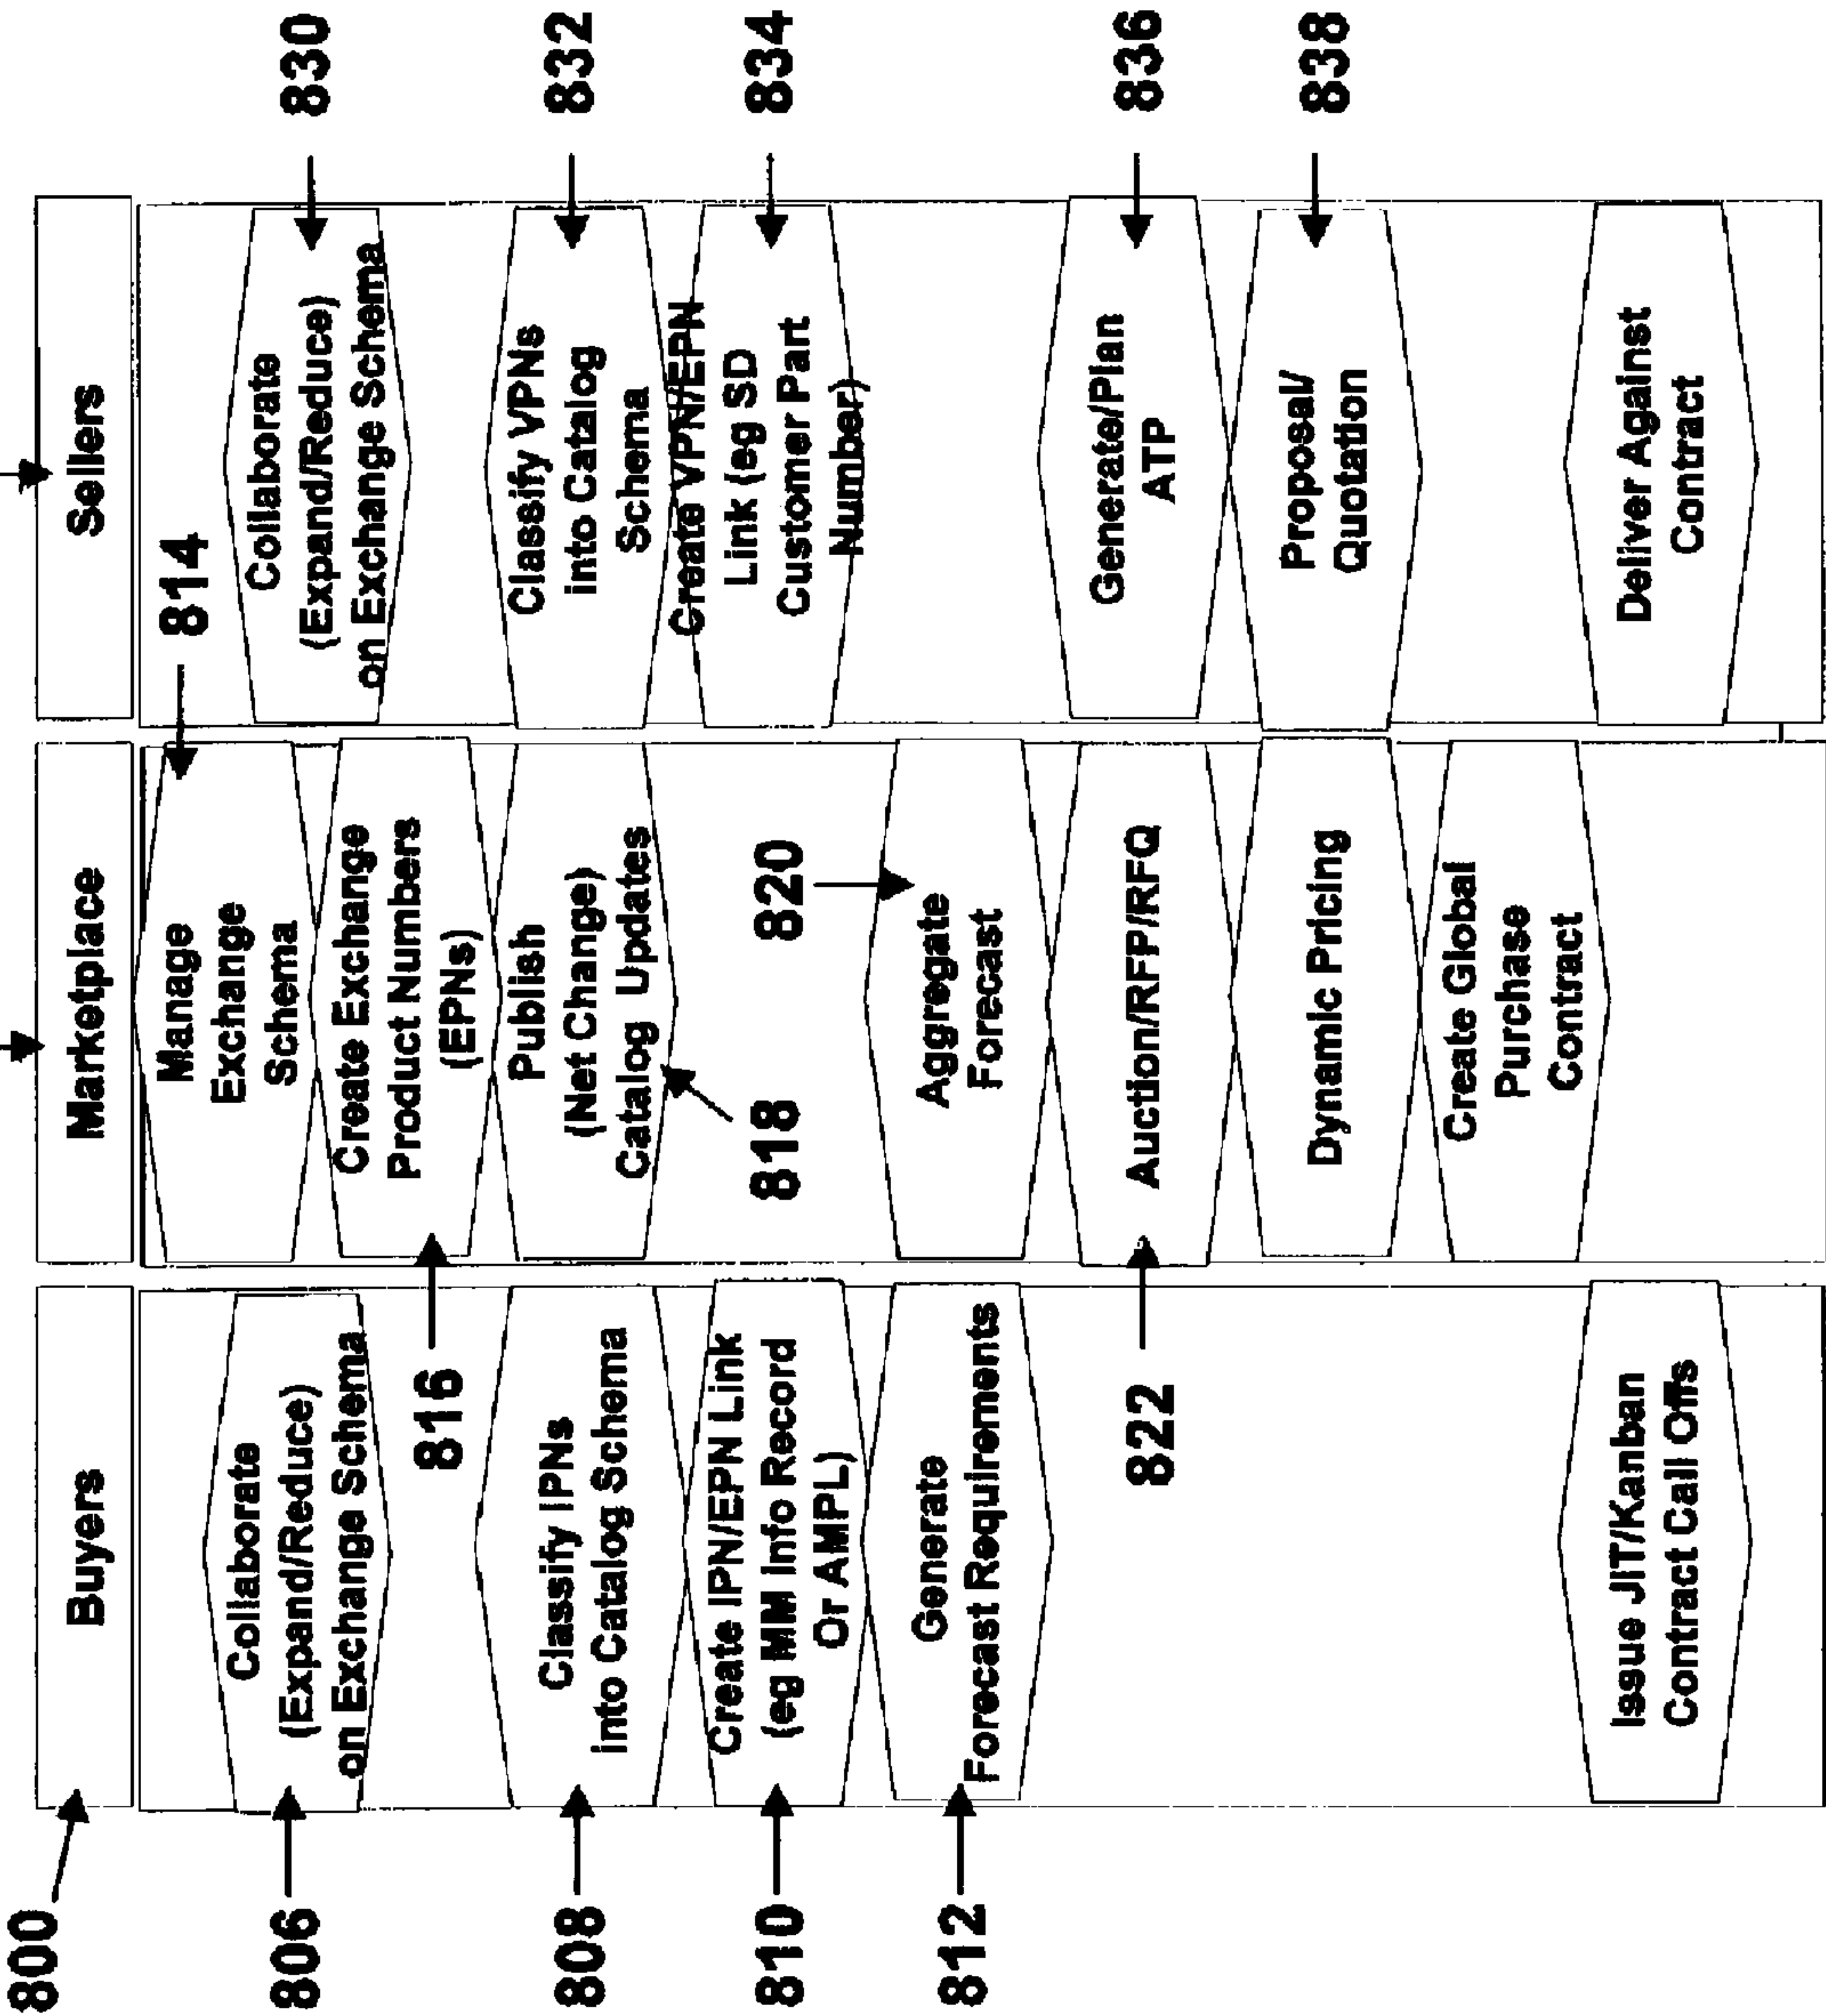 800
Buyers
806
Collaborate
(Expand/Reduce)
on Exchange Schema
808
Classify IPNs
into Catalog Schema
810
Create IPN/EPN Link
(eg MM Info Record
Or AMPL)
812
Generate
Forecast Requirements
Issue JIT/Kanban
Contract Call Offs
Marketplace
814
Manage
Exchange
Schema
816
Create Exchange
Product Numbers
(EPNs)
Publish
(Net Change)
Catalog Updates
818
820
Aggregate
Forecast
822
Auction/RFP/RFQ
Dynamic Pricing
Create Global
Purchase
Contract
Sellers
830
Collaborate
(Expand/Reduce)
on Exchange Schema
832
Classify VPNs
into Catalog
Schema
834
Create VPN/EPN
Link (eg SD
Customer Part
Number)
836
Generate/Plan
ATP
838
Proposal/
Quotation
Deliver Against
Contract